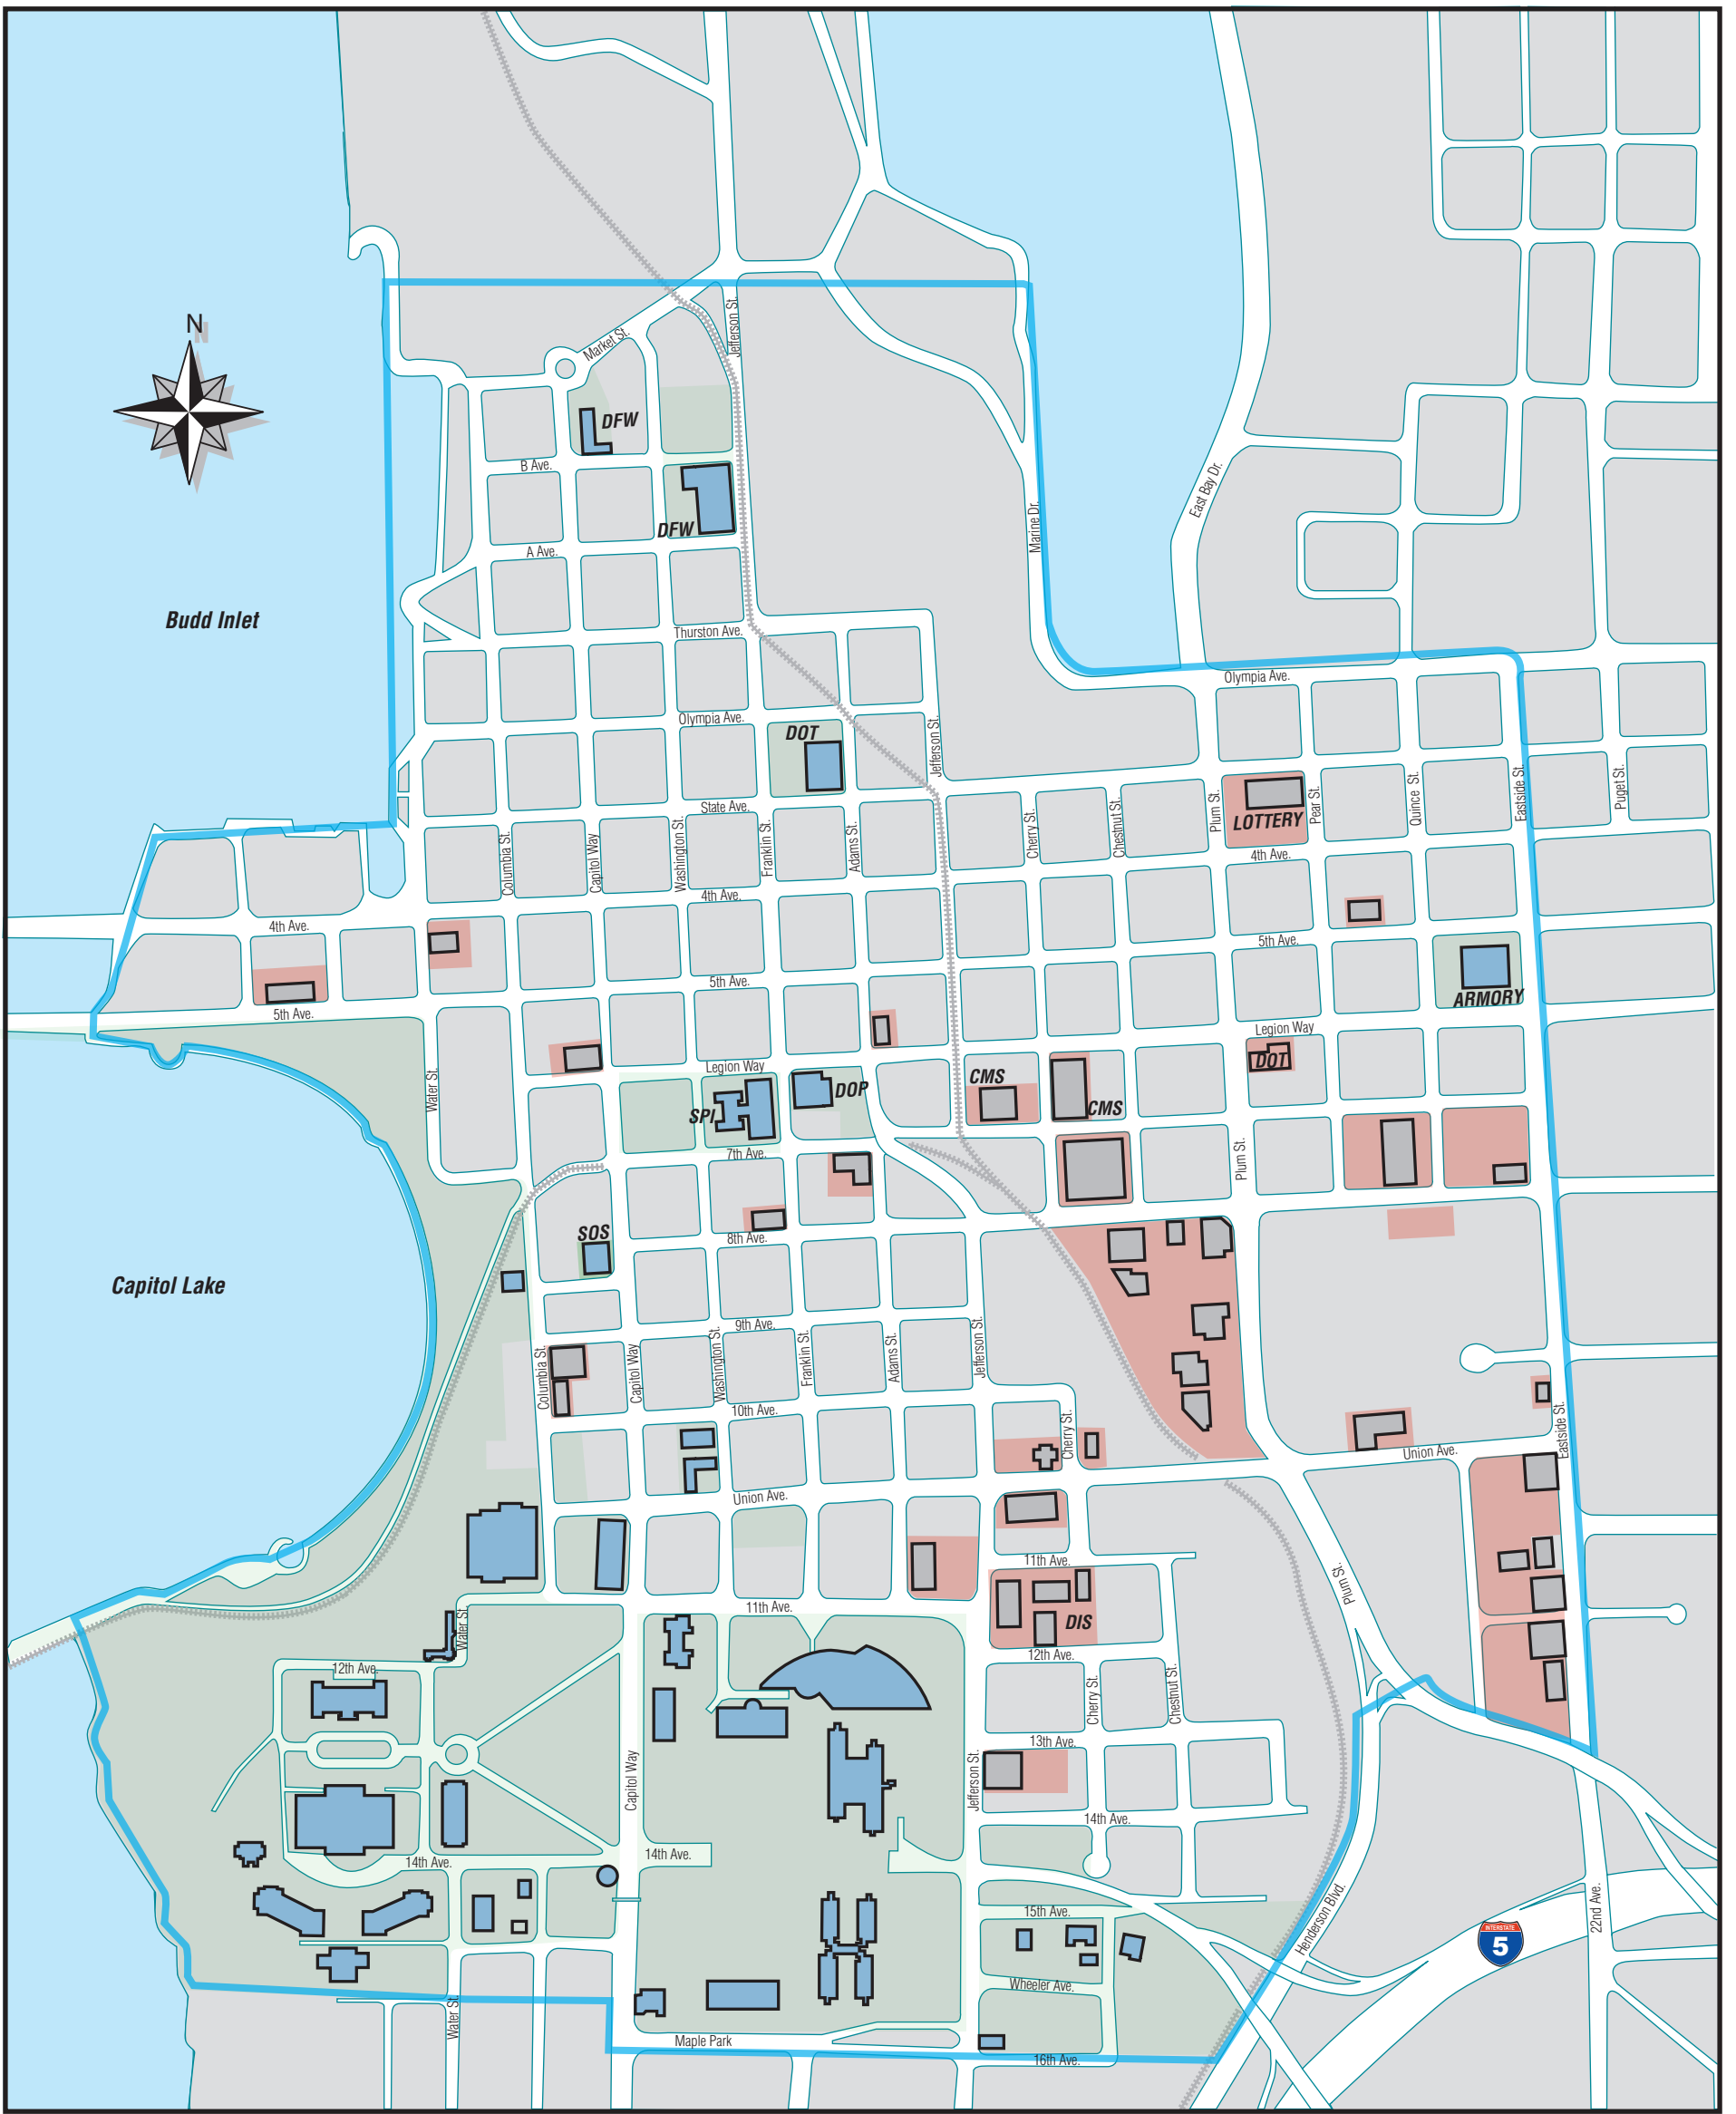 N
N
Jefferson St.
Market St.
DFW
B Ave.
East Bay Dr.
DFW
Marine Dr.
A Ave.
Budd Inlet
Thurston Ave.
Olympia Ave.
Olympia Ave.
DOT
Jefferson St.
State Ave.
Plum St.
LOTTERY
Pear St.
Quince St.
Eastside St.
Puget St.
Columbia St.
Capitol Way
Washington St.
Franklin St.
Adams St.
Cherry St.
Chestnut St.
4th Ave.
4th Ave.
4th Ave.
5th Ave.
5th Ave.
ARMORY
5th Ave.
Legion Way
DOT
Legion Way
Water St.
CMS
DOP
CMS
SPI
7th Ave.
Plum St.
SOS
8th Ave.
Capitol Lake
9th Ave.
Columbia St.
Capitol Way
Washington St.
Franklin St.
Adams St.
Jefferson St.
10th Ave.
Cherry St.
Eastside St.
Union Ave.
Union Ave.
11th Ave.
Plum St.
11th Ave.
Water St.
DIS
12th Ave.
12th Ave.
Cherry St.
Chestnut St.
13th Ave.
Capitol Way
Jefferson St.
14th Ave.
14th Ave.
14th Ave.
15th Ave.
Henderson Blvd.
22nd Ave.
INTERSTATE
5
Wheeler Ave.
Water St.
Maple Park
16th Ave.